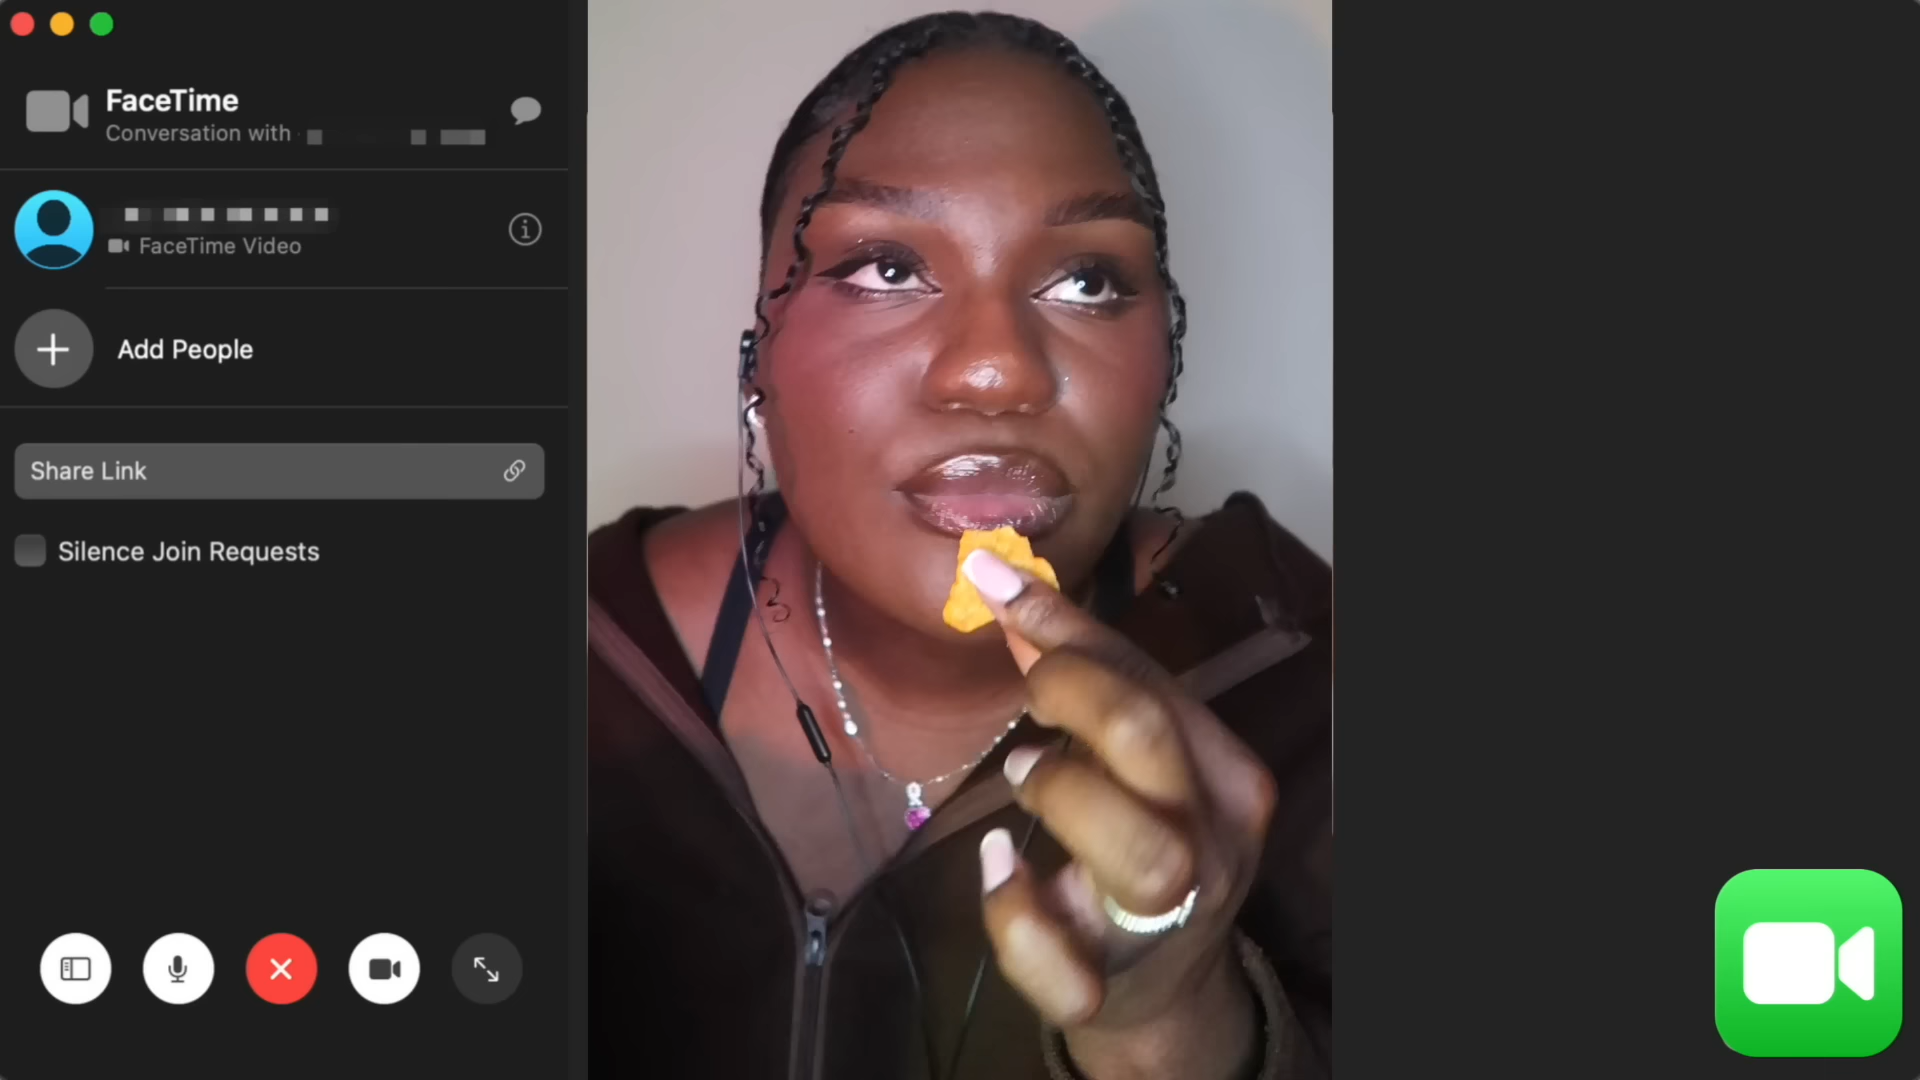 FaceTime
Conversation with
FaceTime Video
Add People
Share Link
Silence Join Requests